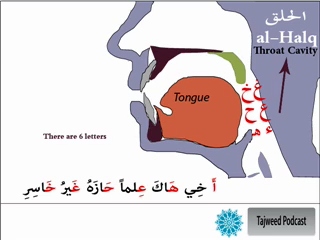 الحلق
al-Halq
Throat Cavity
Tongue
غ خ
ع ح
ء ه
There are 6 letters
أَخِي هَاكَ عِلماً حَازَهُ غَيرُ خَاسِرِ
Tajweed Podcast